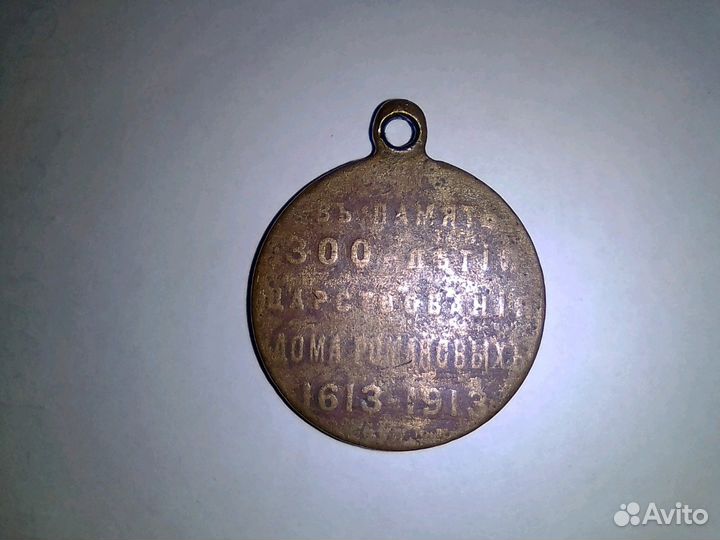 ВЪ ПАМЯТЬ
300-ЛѢТІЯ
ЦАРСТВОВАНІЯ
ДОМА РОМАНОВЫХЪ
1613-1913
Avito